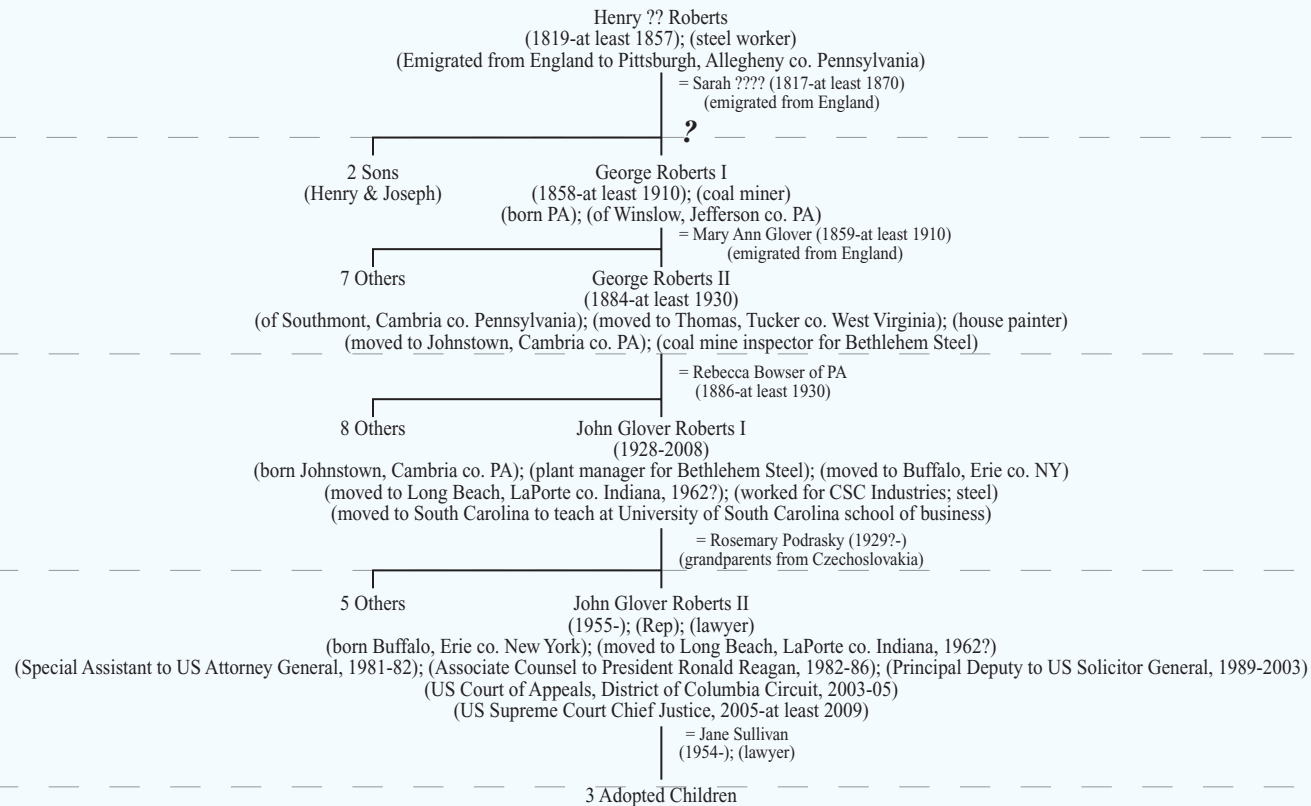 Henry ?? Roberts
(1819-at least 1857); (steel worker)
(Emigrated from England to Pittsburgh, Allegheny co. Pennsylvania)
= Sarah ???? (1817-at least 1870)
(emigrated from England)
?
2 Sons
(Henry & Joseph)
George Roberts I
(1858-at least 1910); (coal miner)
(born PA); (of Winslow, Jefferson co. PA)
= Mary Ann Glover (1859-at least 1910)
(emigrated from England)
7 Others
George Roberts II
(1884-at least 1930)
(of Southmont, Cambria co. Pennsylvania); (moved to Thomas, Tucker co. West Virginia); (house painter)
(moved to Johnstown, Cambria co. PA); (coal mine inspector for Bethlehem Steel)
= Rebecca Bowser of PA
(1886-at least 1930)
8 Others
John Glover Roberts I
(1928-2008)
(born Johnstown, Cambria co. PA); (plant manager for Bethlehem Steel); (moved to Buffalo, Erie co. NY)
(moved to Long Beach, LaPorte co. Indiana, 1962?); (worked for CSC Industries; steel)
(moved to South Carolina to teach at University of South Carolina school of business)
= Rosemary Podrasky (1929?-)
(grandparents from Czechoslovakia)
5 Others
John Glover Roberts II
(1955-); (Rep); (lawyer)
(born Buffalo, Erie co. New York); (moved to Long Beach, LaPorte co. Indiana, 1962?)
(Special Assistant to US Attorney General, 1981-82); (Associate Counsel to President Ronald Reagan, 1982-86); (Principal Deputy to US Solicitor General, 1989-2003)
(US Court of Appeals, District of Columbia Circuit, 2003-05)
(US Supreme Court Chief Justice, 2005-at least 2009)
= Jane Sullivan
(1954-); (lawyer)
3 Adopted Children